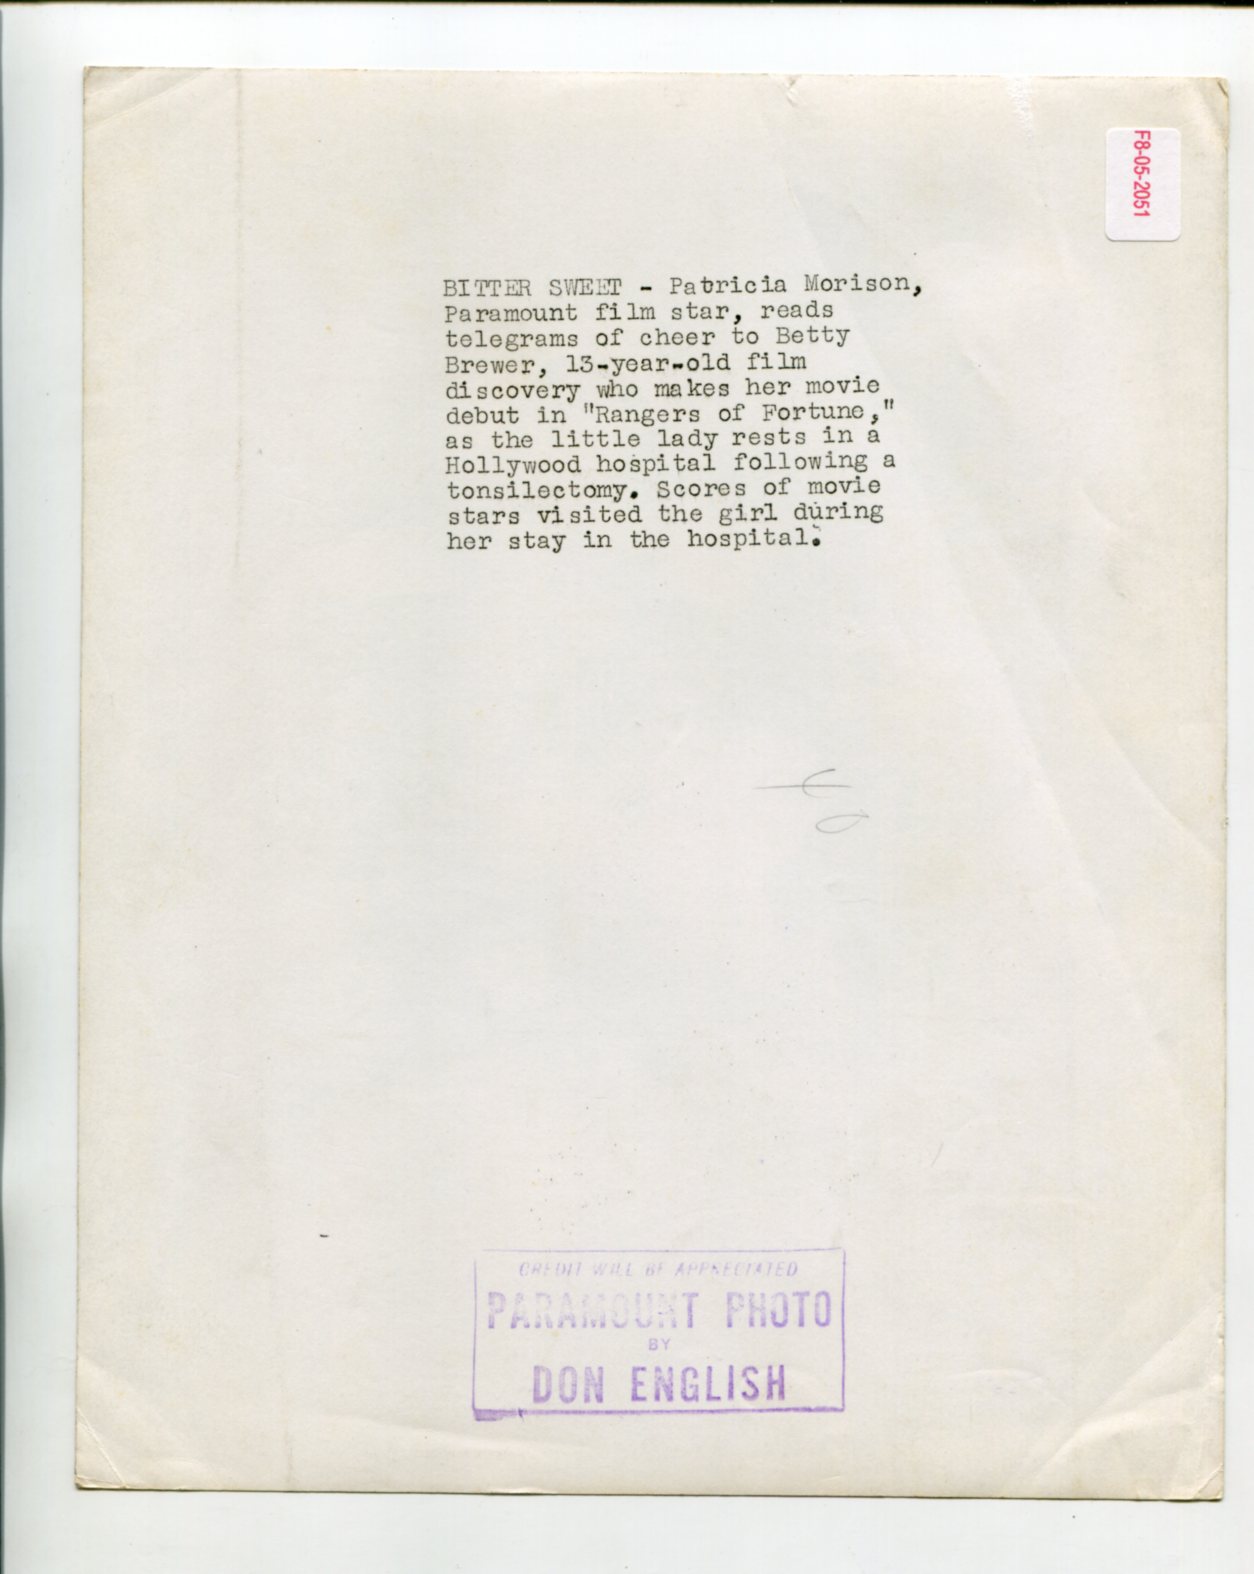 F8-05-2051
BITTER SWEET - Patricia Morison,
Paramount film star, reads
telegrams of cheer to Betty
Brewer, 13-year-old film
discovery who makes her movie
debut in "Rangers of Fortune,"
as the little lady rests in a
Hollywood hospital following a
tonsilectomy. Scores of movie
stars visited the girl during
her stay in the hospital.
CREDIT WILL BE APPRECIATED
PARAMOUNT PHOTO
BY
DON ENGLISH